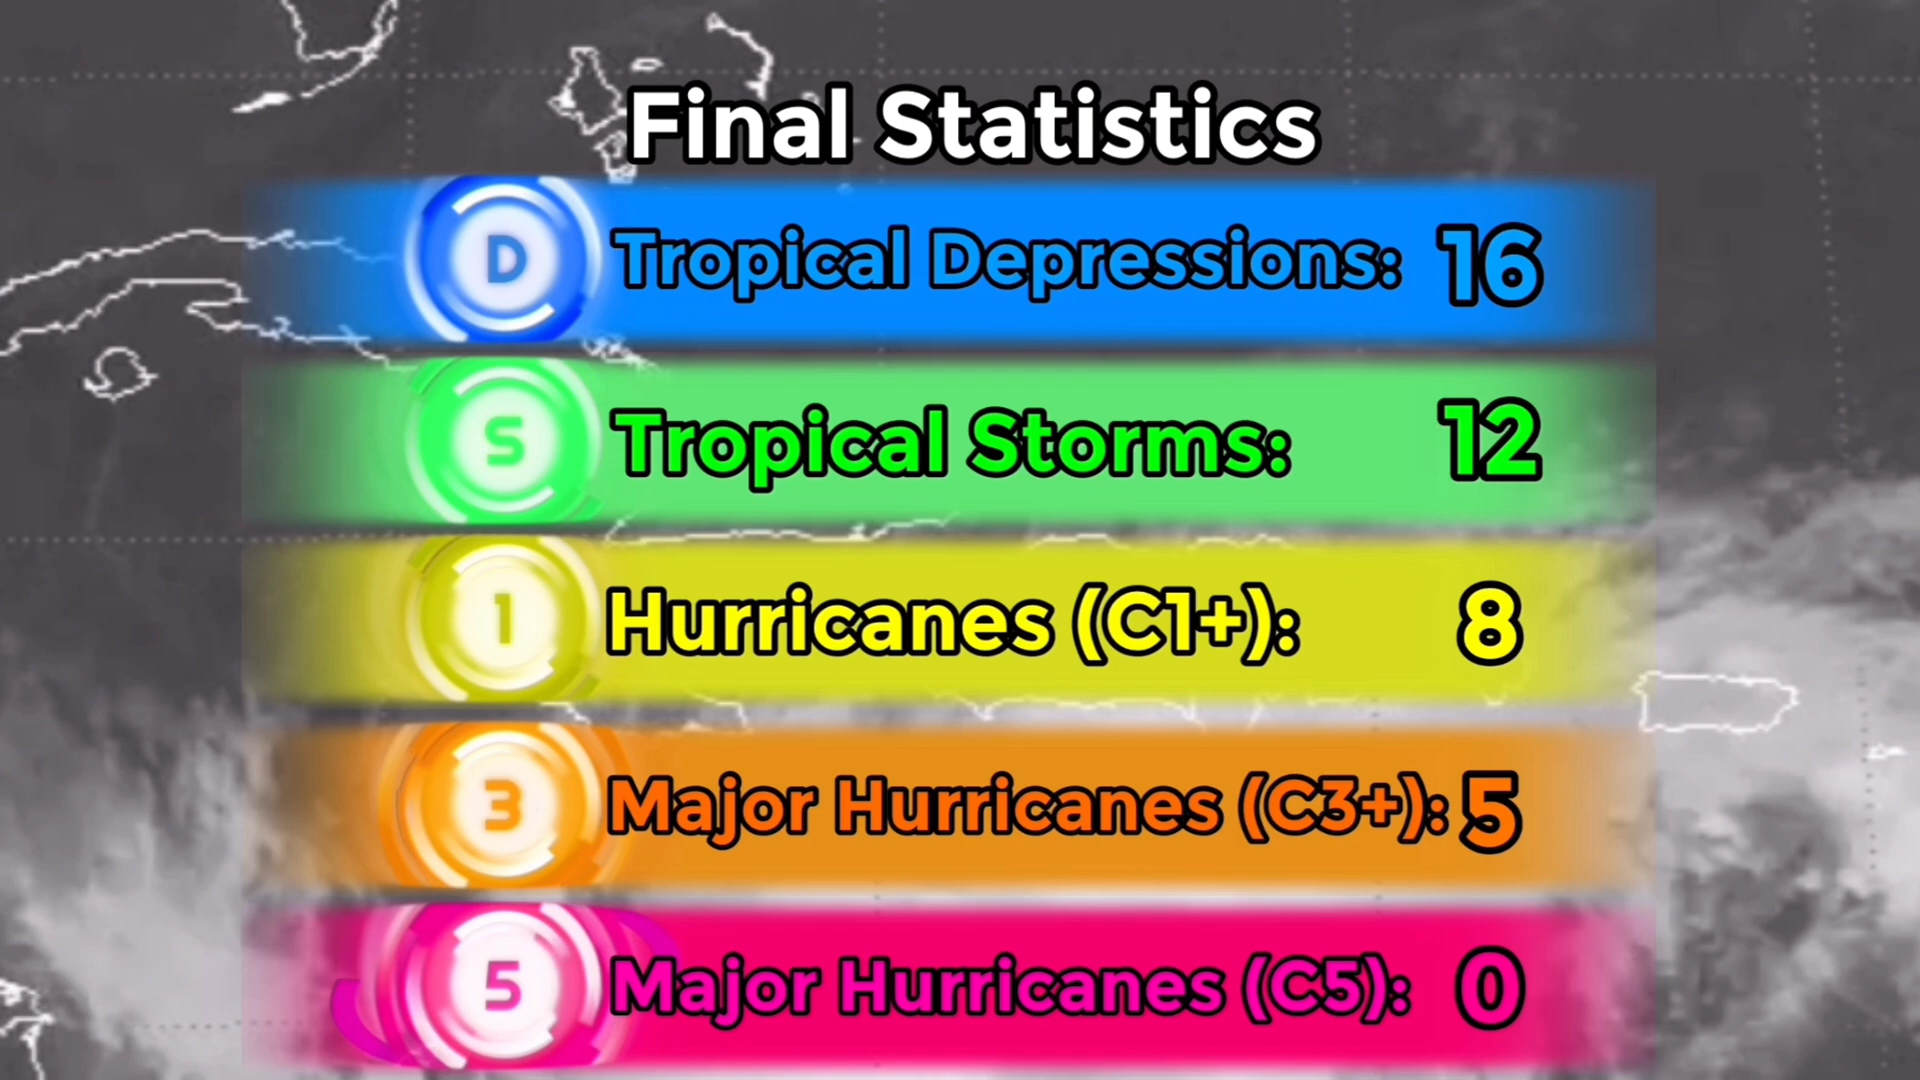 Final Statistics
D Tropical Depressions: 16
S Tropical Storms: 12
1 Hurricanes (C1+): 8
3 Major Hurricanes (C3+): 5
5 Major Hurricanes (C5): 0